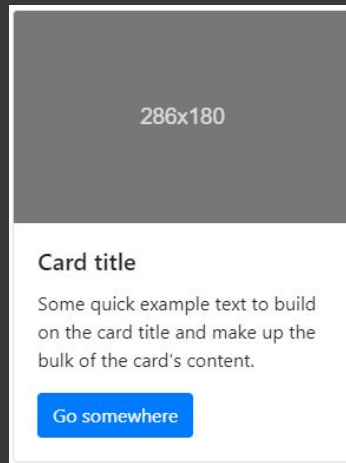 286x180
Card title
Some quick example text to build
on the card title and make up the
bulk of the card's content.
Go somewhere